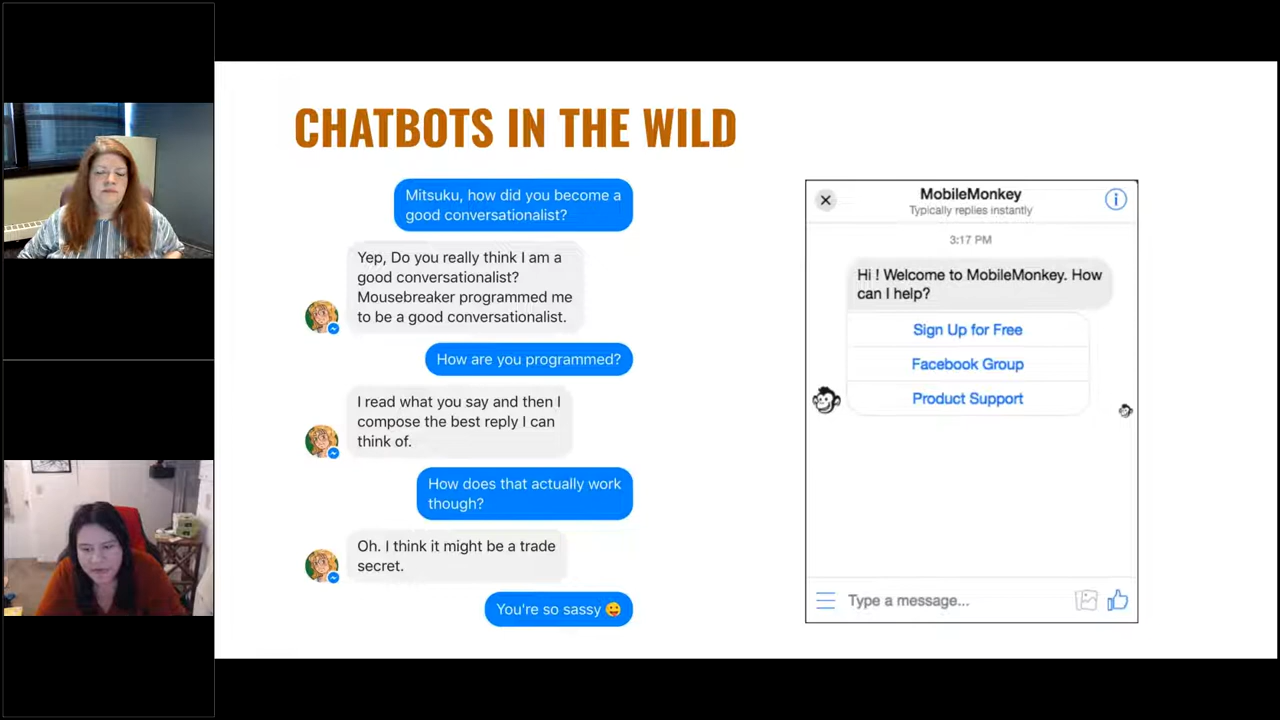 CHATBOTS IN THE WILD
Mitsuku, how did you become a
good conversationalist?
Yep, Do you really think I am a
good conversationalist?
Mousebreaker programmed me
to be a good conversationalist.
How are you programmed?
I read what you say and then I
compose the best reply I can
think of.
How does that actually work
though?
Oh. I think it might be a trade
secret.
You're so sassy 😜
MobileMonkey
Typically replies instantly
3:17 PM
Hi ! Welcome to MobileMonkey. How
can I help?
Sign Up for Free
Facebook Group
Product Support
Type a message...